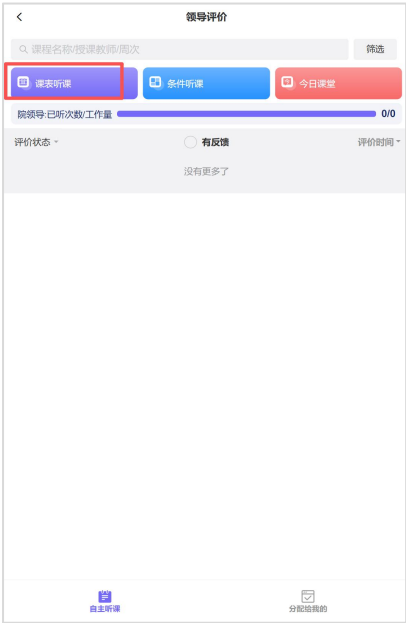 领导评价
课程名称/授课教师/周次
筛选
课表听课
条件听课
今日课堂
院领导:已听次数/工作量
0/0
评价状态
有反馈
评价时间
没有更多了
自主听课
分配给我的